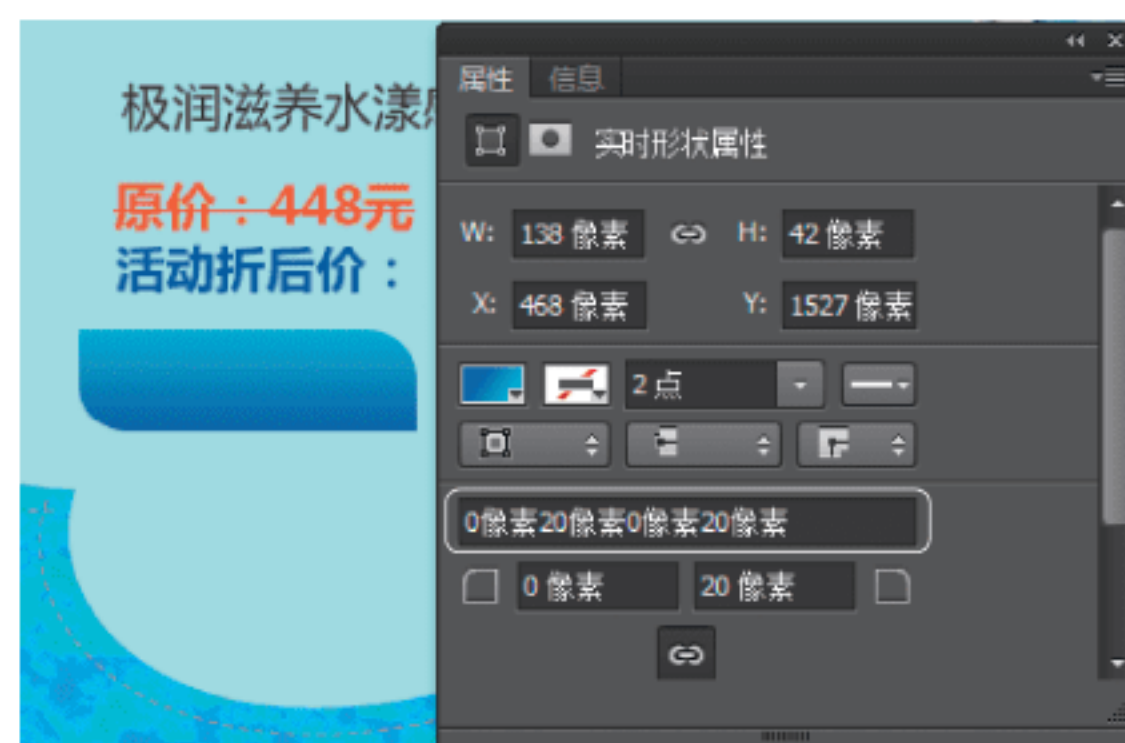 极润滋养水漾
原价：448元
活动折后价：
属性 信息
实时形状属性
W: 138 像素 H: 42 像素
X: 468 像素 Y: 1527 像素
2 点
0像素20像素0像素20像素
0 像素 20 像素